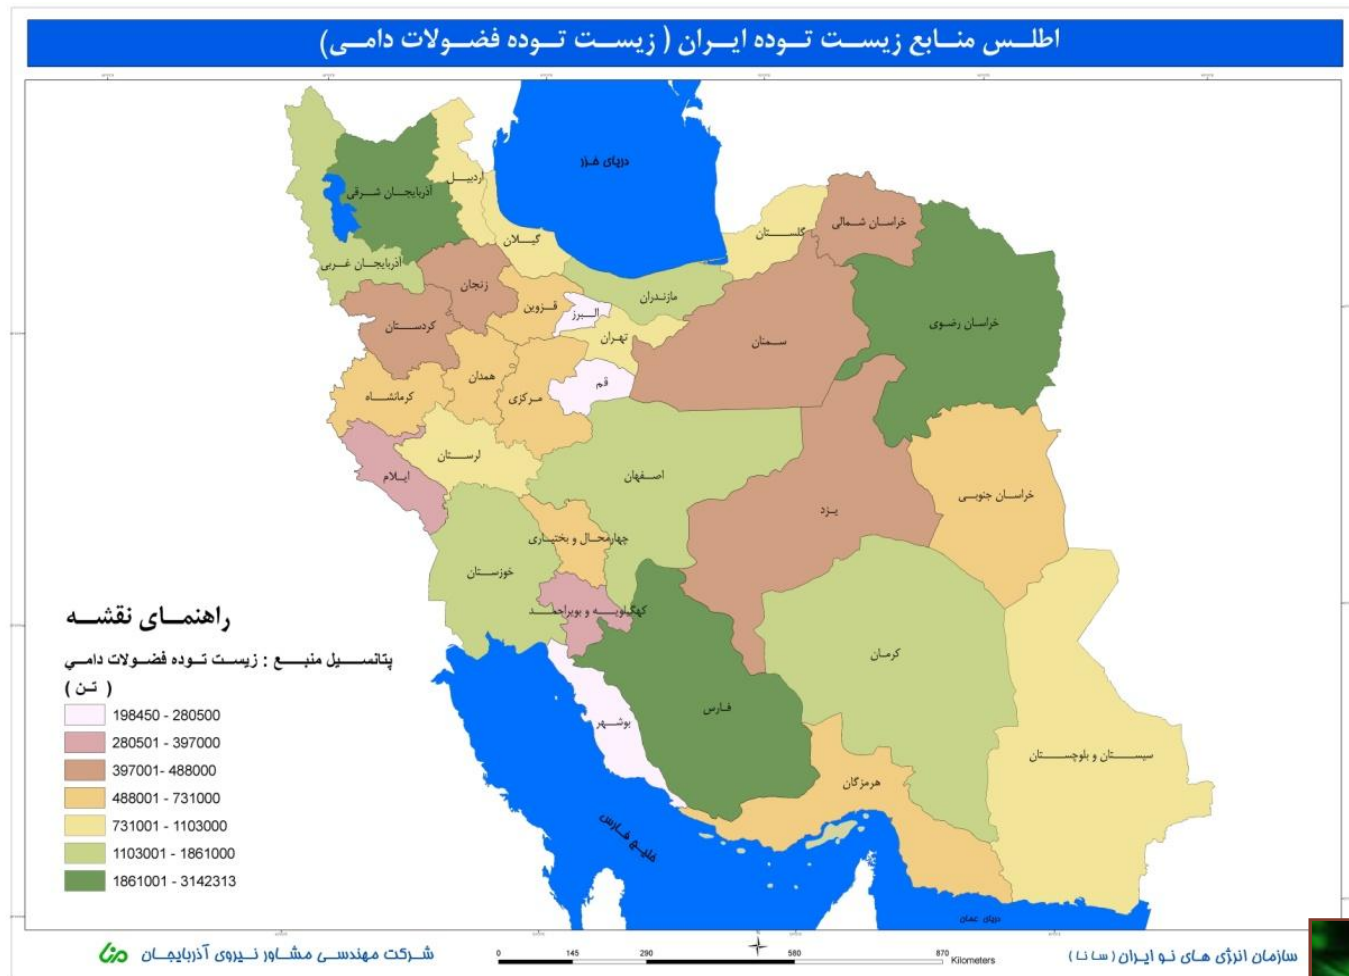 اطلس منابع زیست توده ایران ( زیست توده فضولات دامی)
دریای خزر
اردبیل
آذربایجان شرقی
گیلان
گلستان
خراسان شمالی
آذربایجان غربی
زنجان
قزوین
البرز
مازندران
کردستان
تهران
سمنان
خراسان رضوی
همدان
مرکزی
قم
کرمانشاه
لرستان
ایلام
اصفهان
یزد
خراسان جنوبی
چهارمحال و بختیاری
خوزستان
کهگیلویه و بویراحمد
کرمان
فارس
بوشهر
سیستان و بلوچستان
هرمزگان
خلیج فارس
دریای عمان
راهنمای نقشه
پتانسیل منبع : زیست توده فضولات دامي
( تن )
198450 - 280500
280501 - 397000
397001- 488000
488001 - 731000
731001 - 1103000
1103001 - 1861000
1861001 - 3142313
سازمان انرژی های نو ایران ( سانا )
0 145 290 580 870 Kilometers
شرکت مهندسی مشاور نیروی آذربایجان